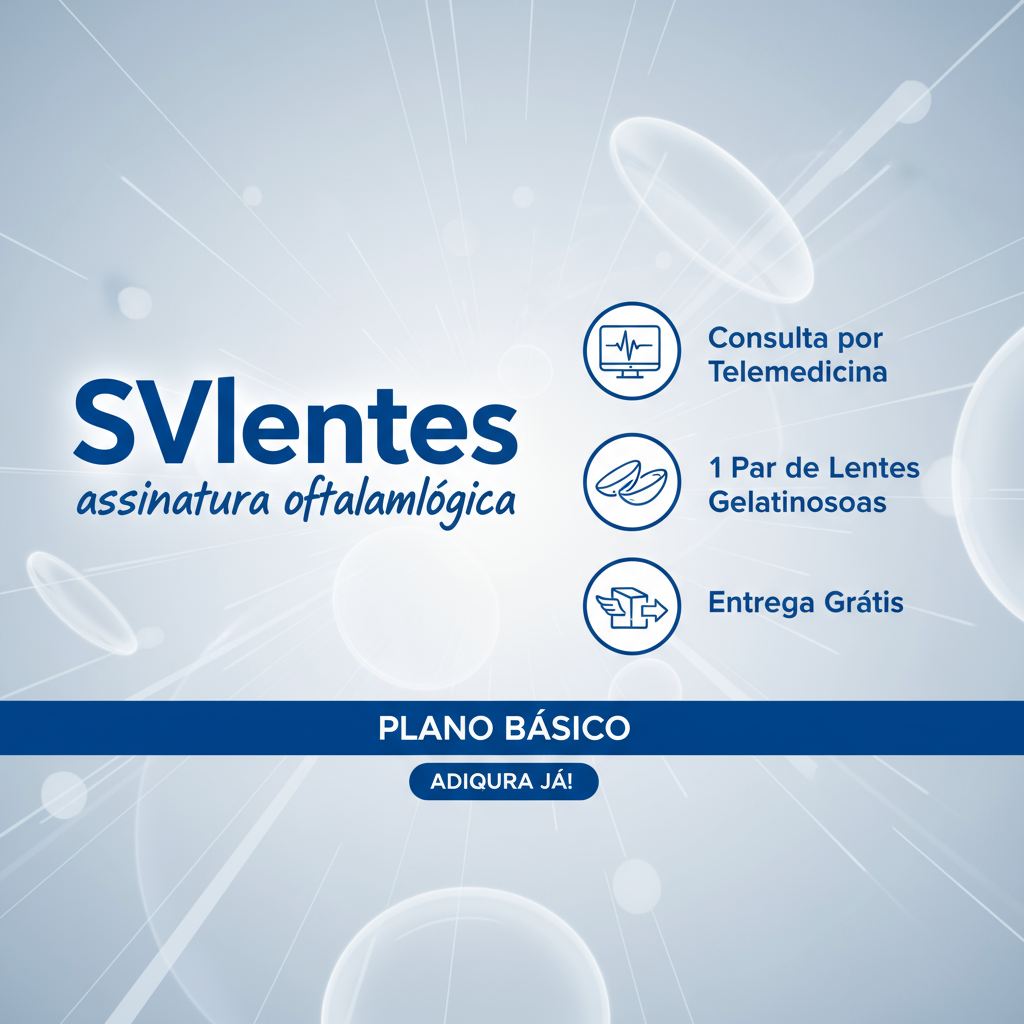 SVlentes
assinatura oftalamlógica
Consulta por
Telemedicina
1 Par de Lentes
Gelatinosoas
Entrega Grátis
PLANO BÁSICO
ADIQURA JÁ!